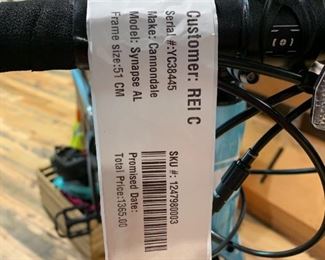 Customer: REI C
Serial #:YC38445
Make: Cannondale
Model: Synapse AL
Frame size:51 CM
SKU #: 1247980003
Promised Date:
Total Price:1365.00